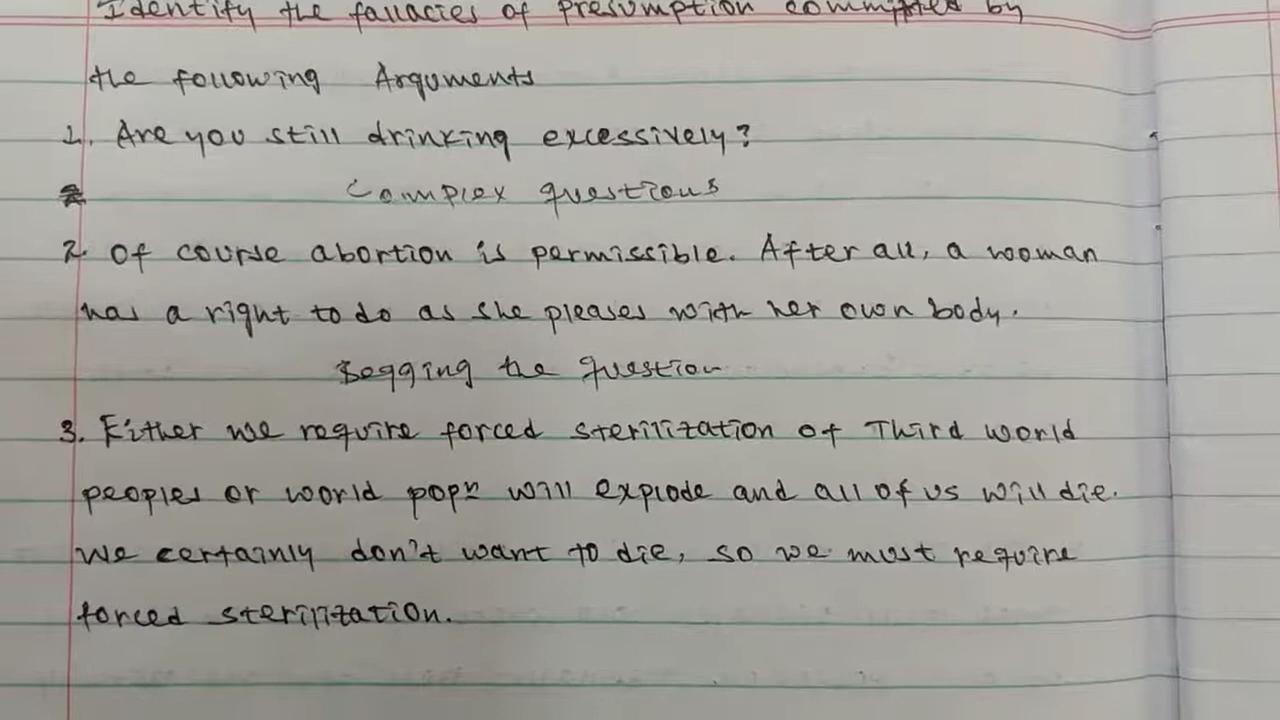 Identify the fallacies of presumption committed by
the following Arguments
1. Are you still drinking excessively?
Complex questions
2. Of course abortion is permissible. After all, a wooman
has a right to do as she pleases with her own body.
Begging the question
3. Either we require forced sterilization of Third world
peoples or world popn will explode and all of us will die.
We certainly don't want to die, so we must require
forced sterilization.